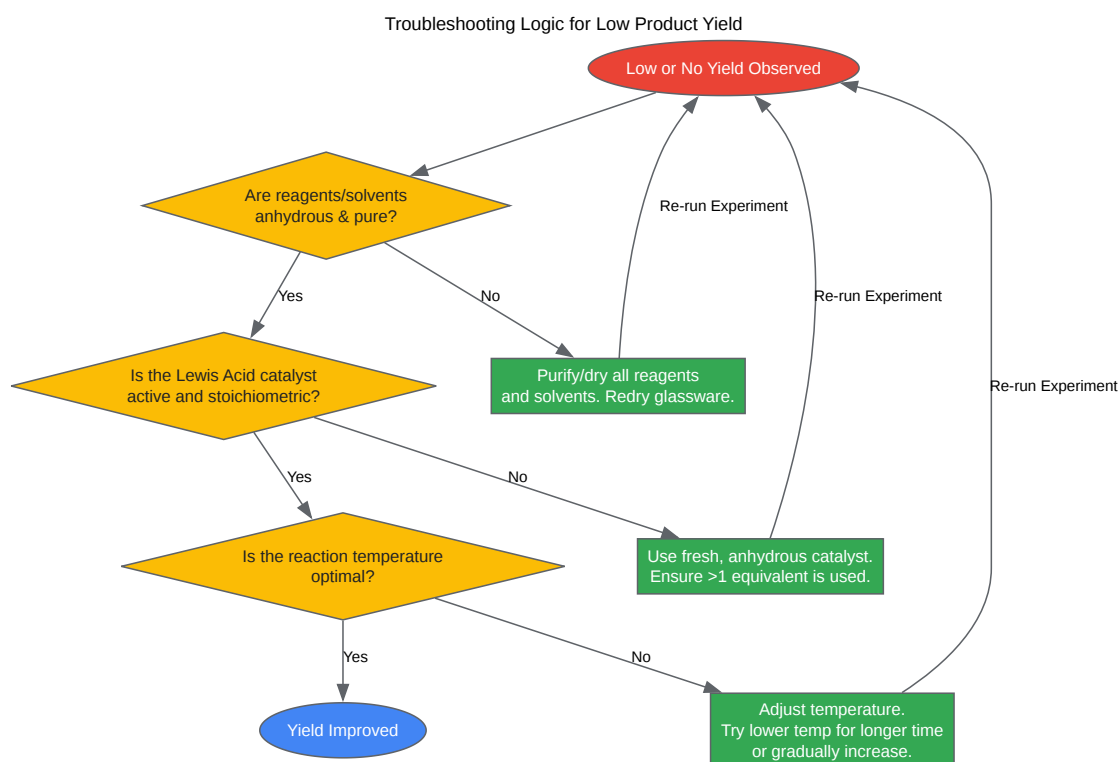 Troubleshooting Logic for Low Product Yield
Low or No Yield Observed
Are reagents/solvents
anhydrous & pure?
Re-run Experiment
Yes
No
Re-run Experiment
Is the Lewis Acid catalyst
active and stoichiometric?
Purify/dry all reagents
and solvents. Redry glassware.
Re-run Experiment
Yes
No
Is the reaction temperature
optimal?
Use fresh, anhydrous catalyst.
Ensure >1 equivalent is used.
Yes
No
Yield Improved
Adjust temperature.
Try lower temp for longer time
or gradually increase.